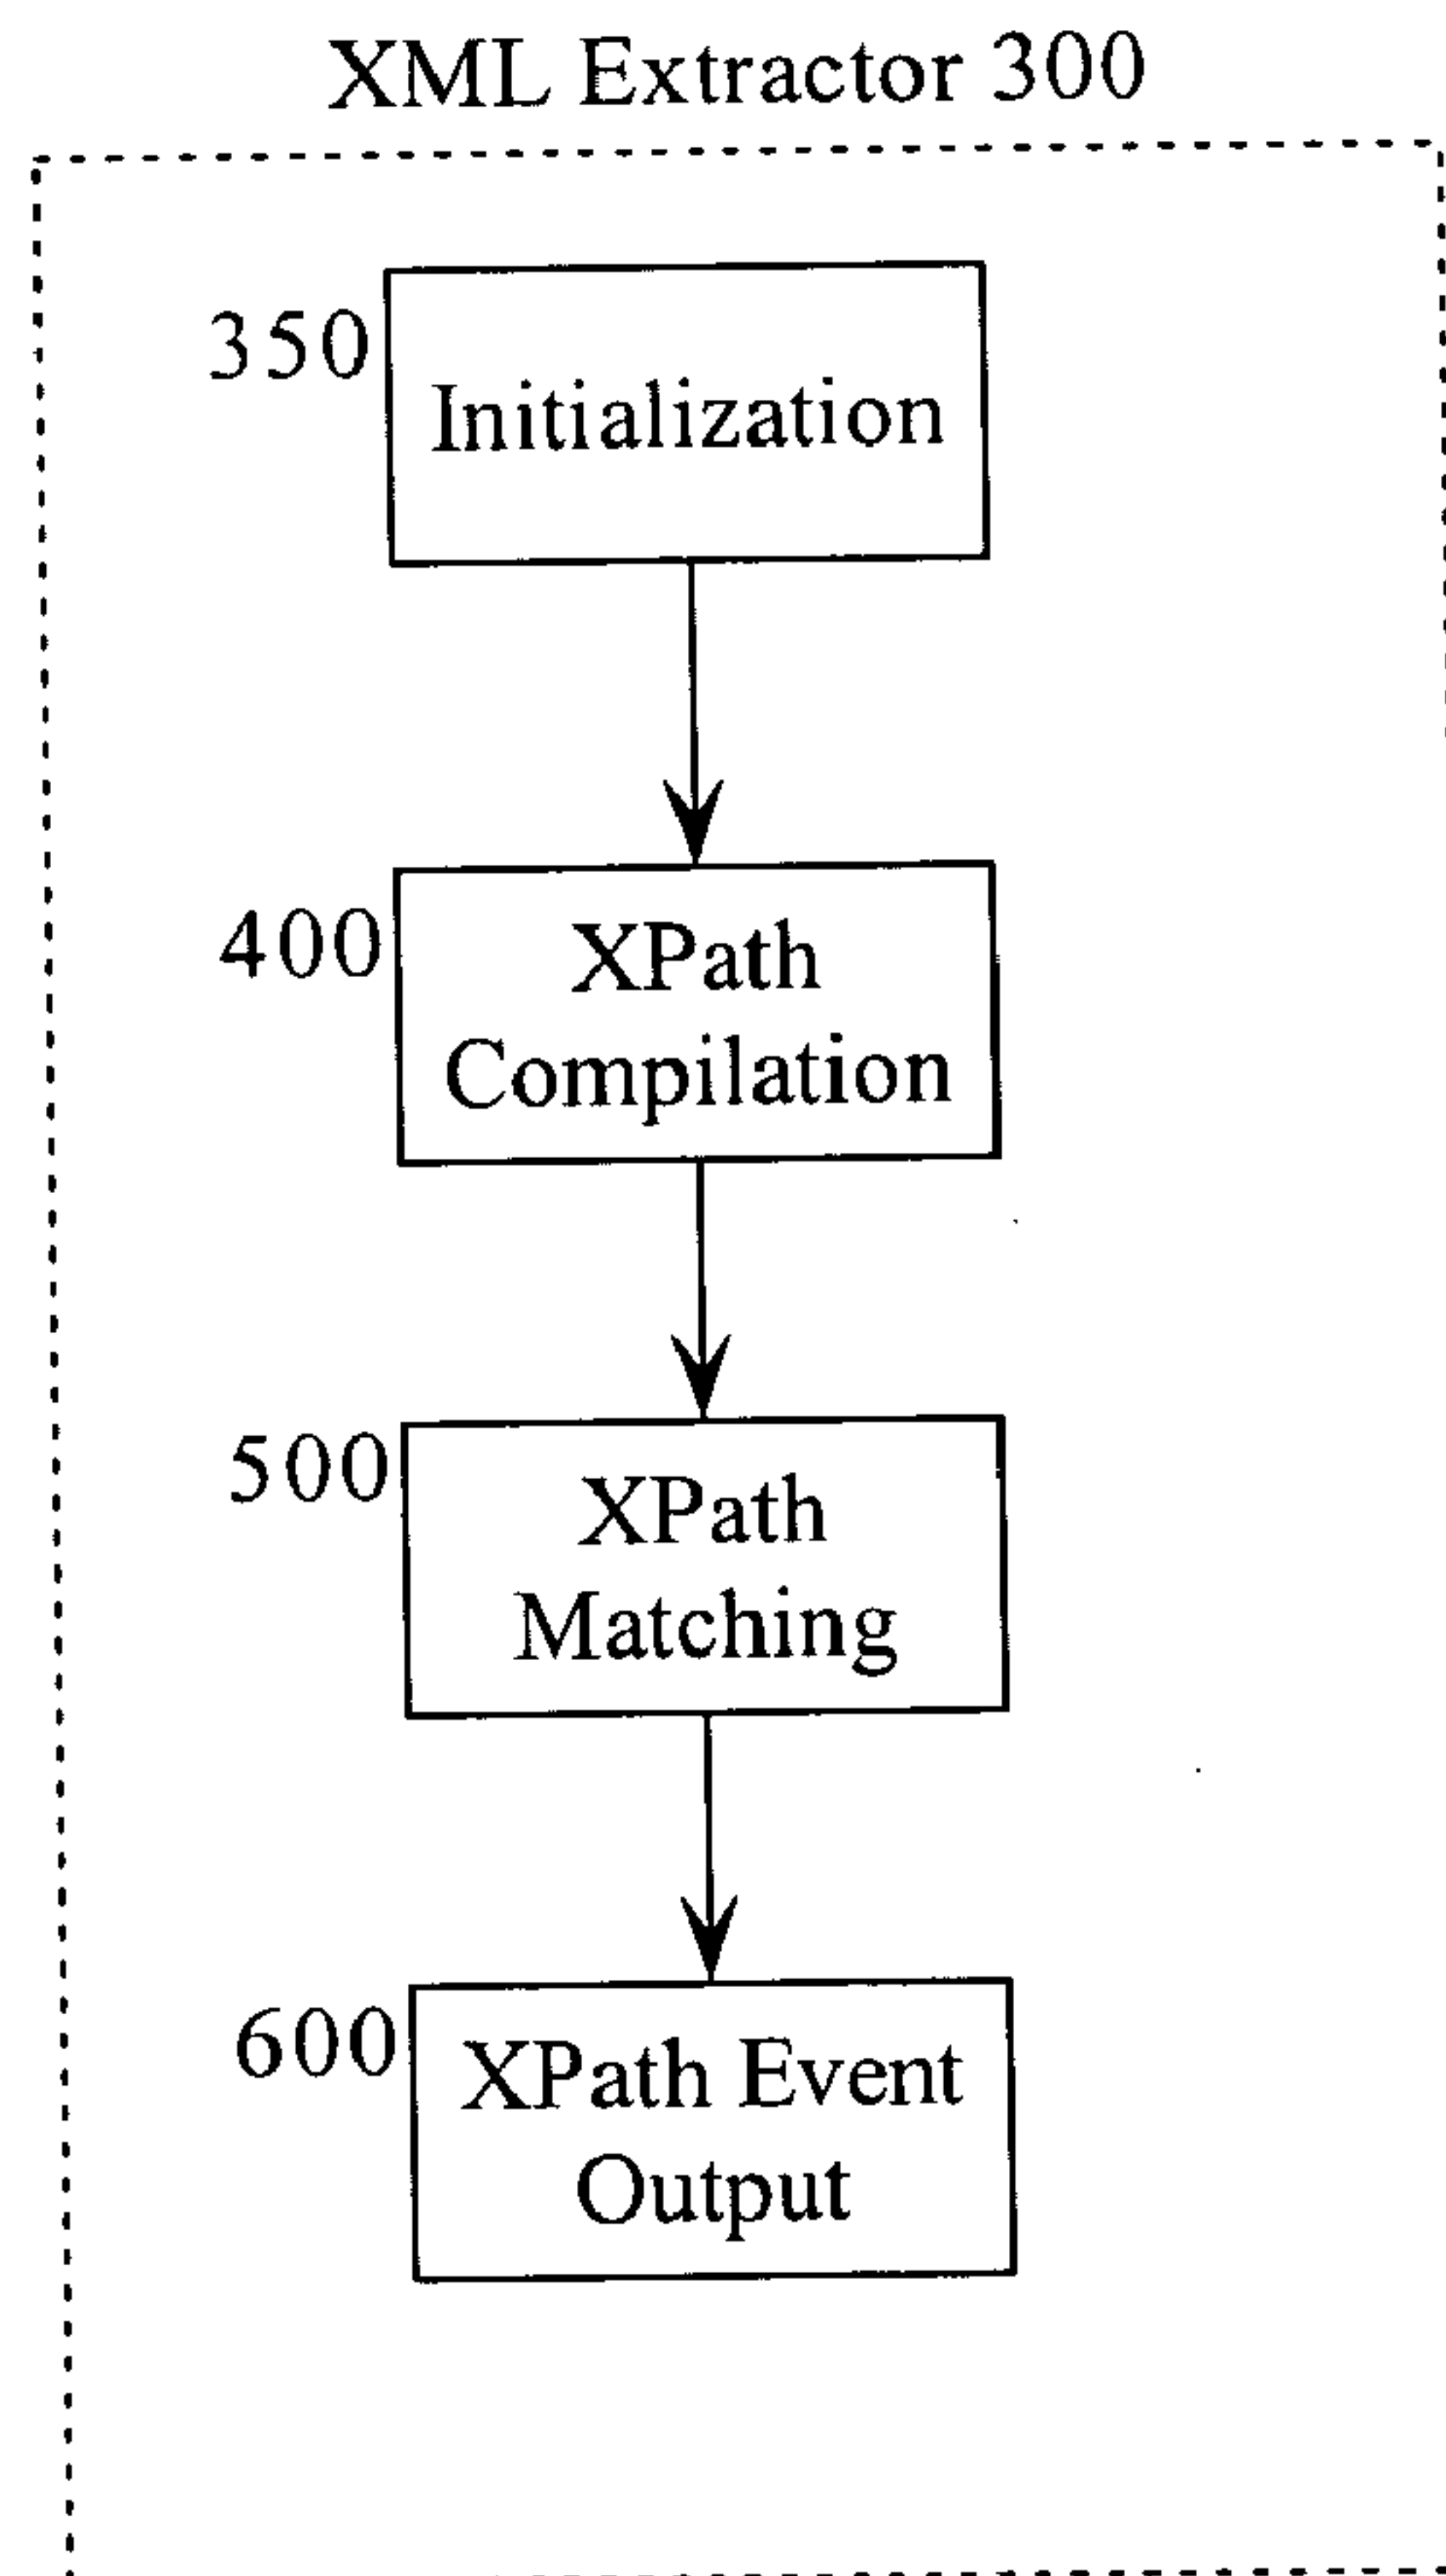 XML Extractor 300
350
Initialization
400
XPath
Compilation
500
XPath
Matching
600
XPath Event
Output